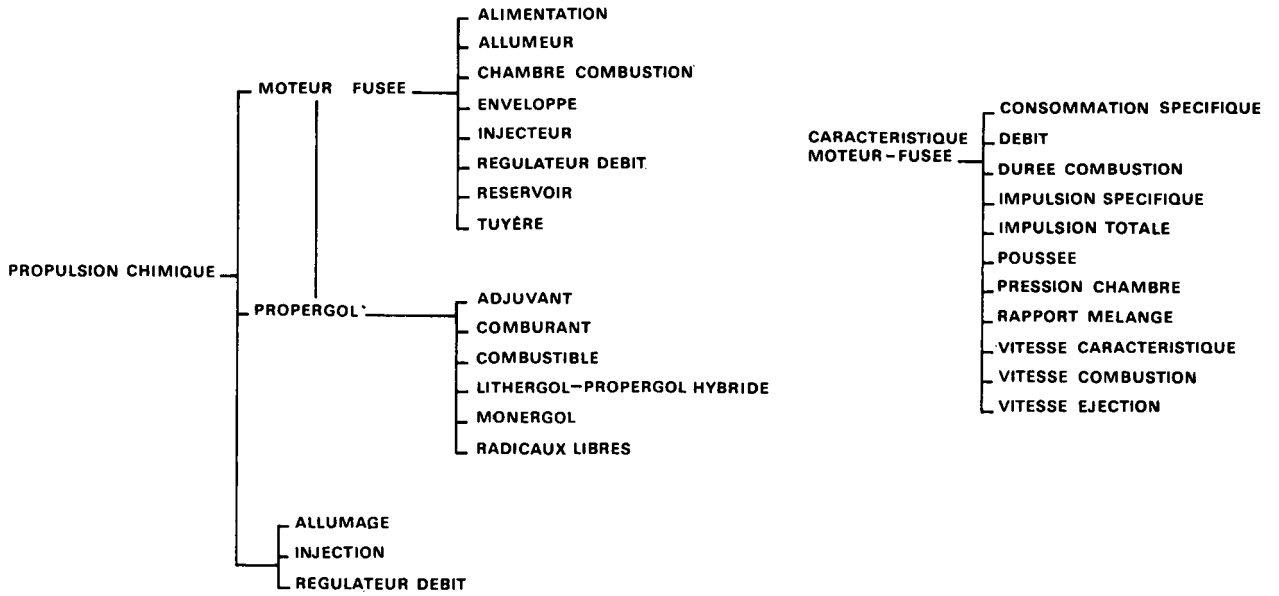 PROPULSION CHIMIQUE
MOTEUR FUSEE
ALIMENTATION
ALLUMEUR
CHAMBRE COMBUSTION
ENVELOPPE
INJECTEUR
REGULATEUR DEBIT
RESERVOIR
TUYÈRE
PROPERGOL
ADJUVANT
COMBURANT
COMBUSTIBLE
LITHERGOL–PROPERGOL HYBRIDE
MONERGOL
RADICAUX LIBRES
ALLUMAGE
INJECTION
REGULATEUR DEBIT
CARACTERISTIQUE
MOTEUR–FUSEE
CONSOMMATION SPECIFIQUE
DEBIT
DUREE COMBUSTION
IMPULSION SPECIFIQUE
IMPULSION TOTALE
POUSSEE
PRESSION CHAMBRE
RAPPORT MELANGE
VITESSE CARACTERISTIQUE
VITESSE COMBUSTION
VITESSE EJECTION